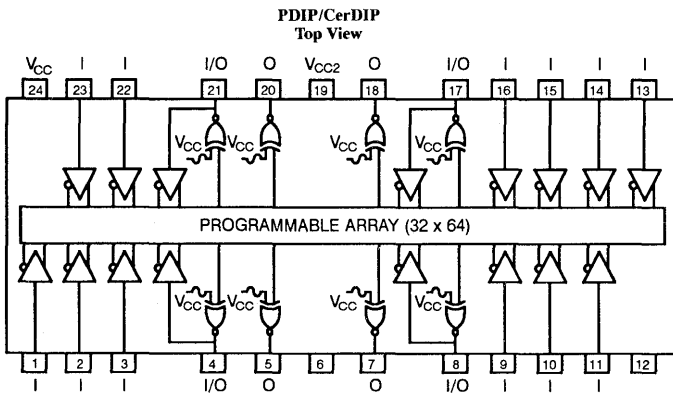 PDIP/CerDIP
Top View
VCC I I I/O O VCC2 O I/O I I I I
24 23 22 21 20 19 18 17 16 15 14 13
VCC VCC VCC VCC
PROGRAMMABLE ARRAY (32 x 64)
VCC VCC VCC VCC
1 2 3 4 5 6 7 8 9 10 11 12
I I I I/O O O I/O I I I